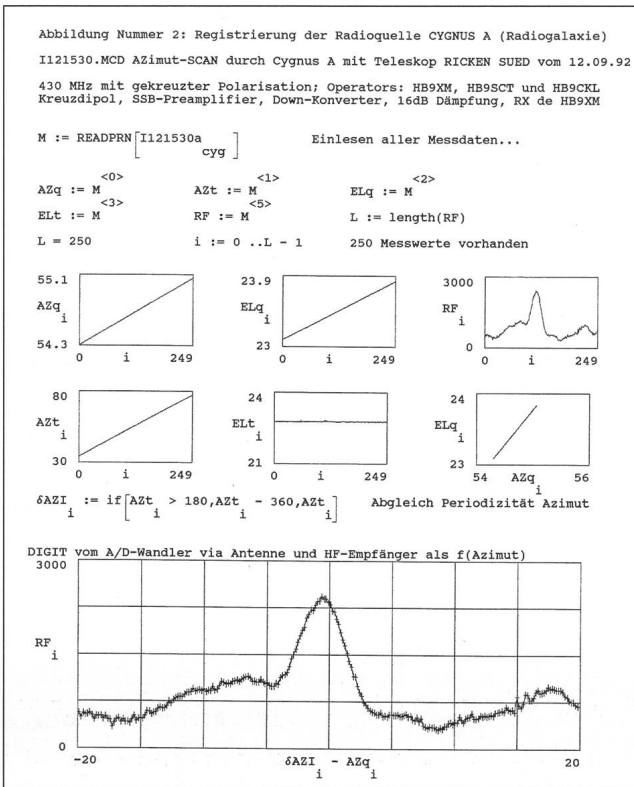 Abbildung Nummer 2: Registrierung der Radioquelle CYGNUS A (Radiogalaxie)
I121530.MCD AZimut-SCAN durch Cygnus A mit Teleskop RICKEN SUED vom 12.09.92
430 MHz mit gekreuzter Polarisation; Operators: HB9XM, HB9SCT und HB9CKL
Kreuzdipol, SSB-Preamplifier, Down-Konverter, 16dB Dämpfung, RX de HB9XM
M := READPRN[I121530a cyg] Einlesen aller Messdaten...
<0> <1> <2>
AZq := M AZt := M ELq := M
<3> <5>
ELt := M RF := M L := length(RF)
L = 250 i := 0 ..L - 1 250 Messwerte vorhanden
55.1 23.9 3000
AZq i ELq i RF i
54.3 23 0
0 i 249 0 i 249 0 i 249
80 24 24
AZt i ELt i ELq i
30 21 23
0 i 249 0 i 249 54 AZq i 56
δAZI i := if[AZt i > 180,AZt i - 360,AZt i] Abgleich Periodizität Azimut
DIGIT vom A/D-Wandler via Antenne und HF-Empfänger als f(Azimut)
3000
RF i
0
-20 δAZI i - AZq i 20